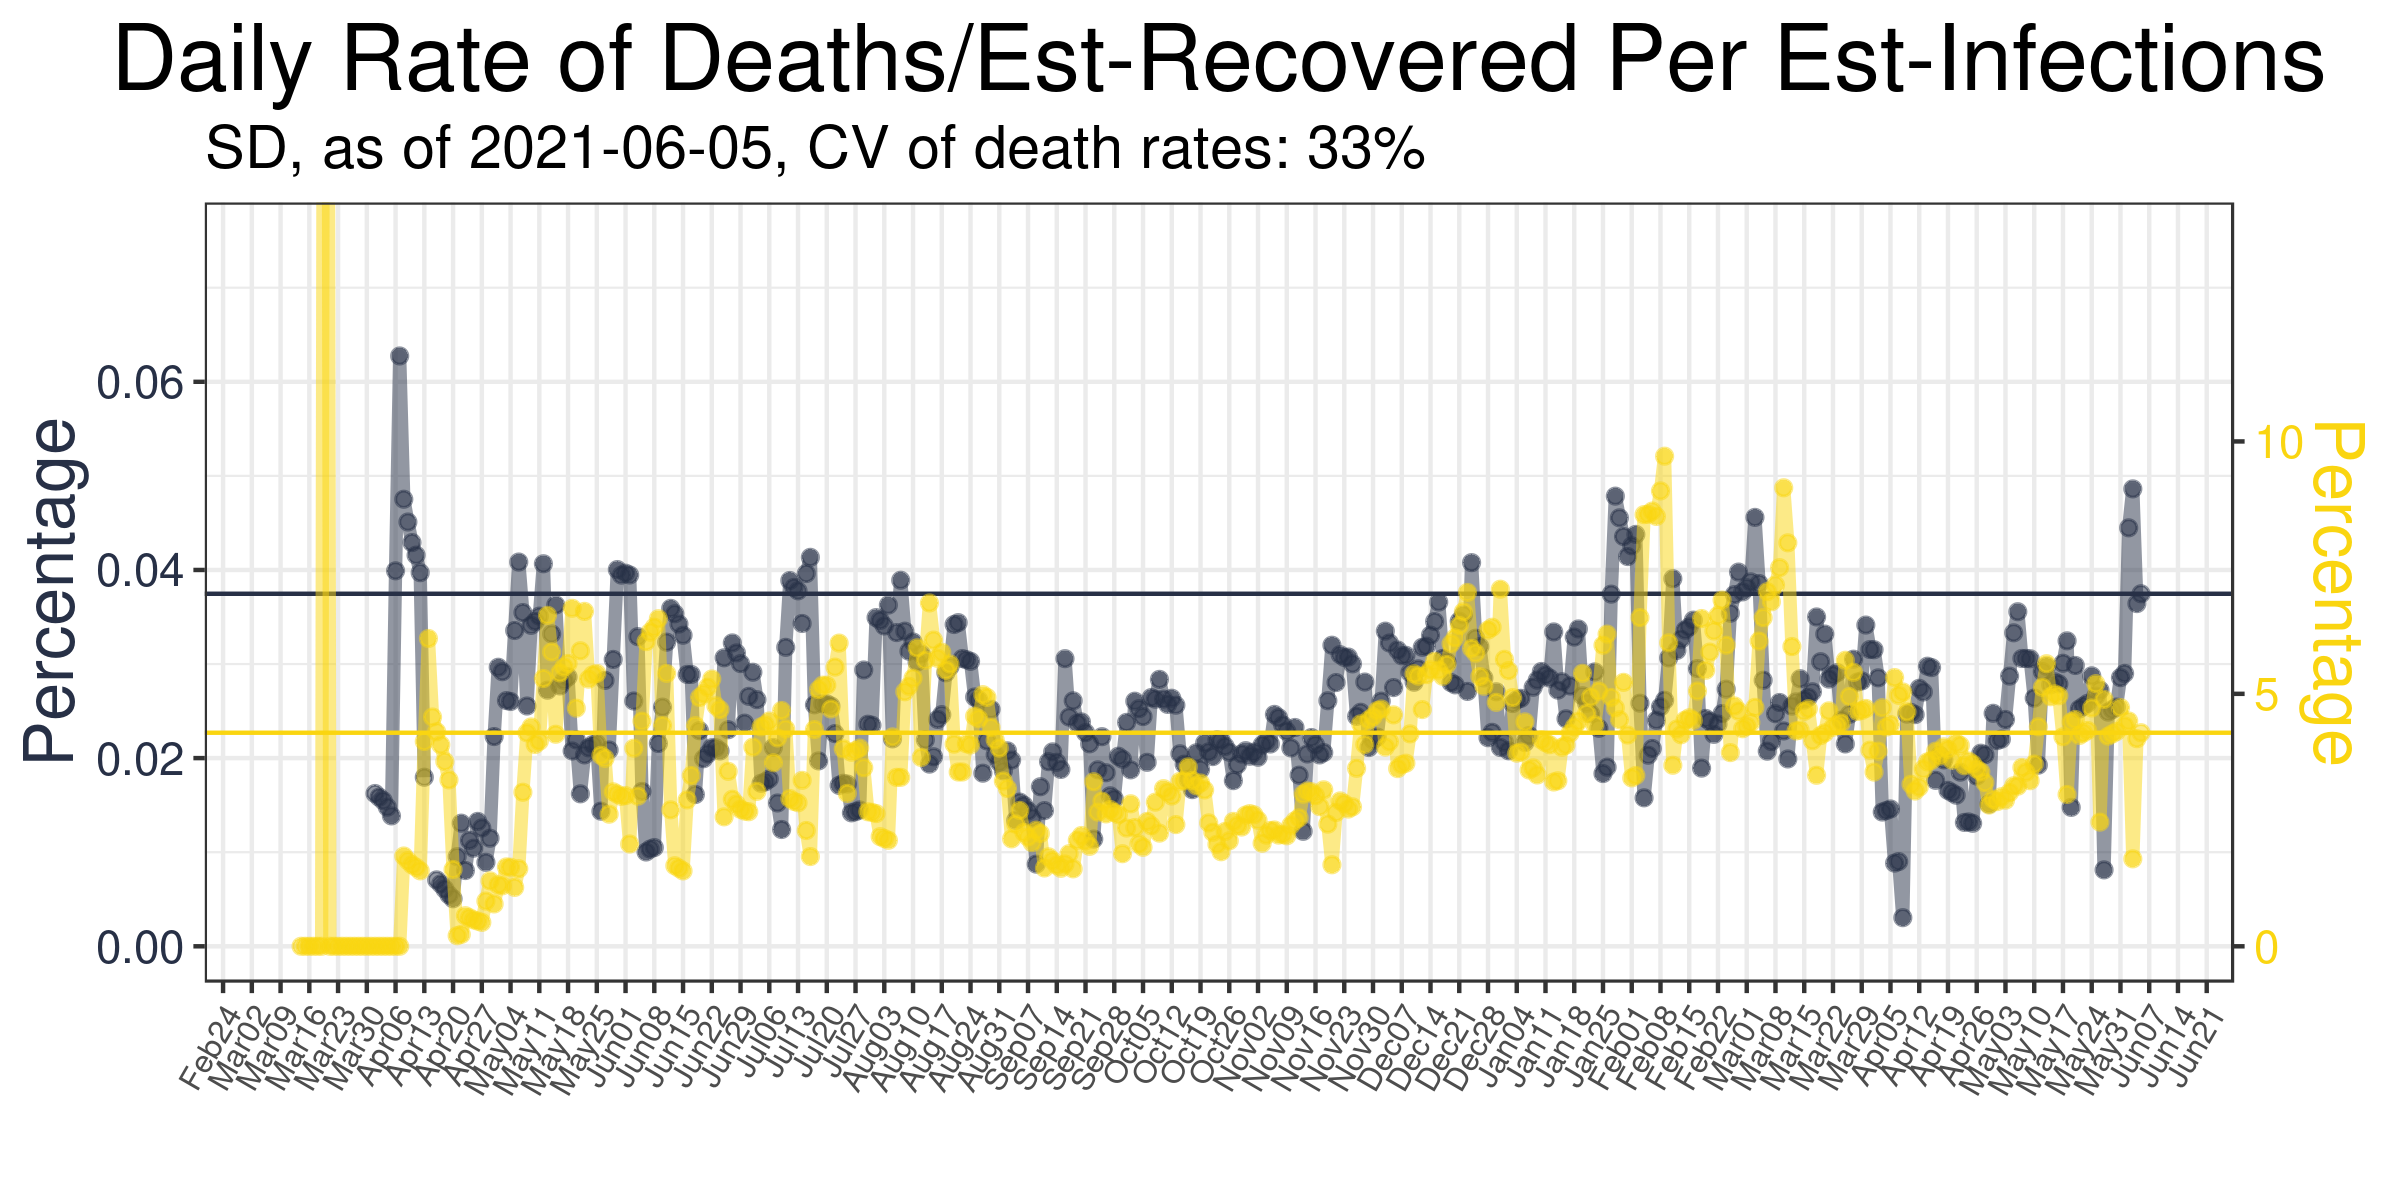 Daily Rate of Deaths/Est-Recovered Per Est-Infections
SD, as of 2021-06-05, CV of death rates: 33%
Percentage
0.06
0.04
0.02
0.00
Percentage
10
5
0
Feb24
Mar02
Mar09
Mar16
Mar23
Mar30
Apr06
Apr13
Apr20
Apr27
May04
May11
May18
May25
Jun01
Jun08
Jun15
Jun22
Jun29
Jul06
Jul13
Jul20
Jul27
Aug03
Aug10
Aug17
Aug24
Aug31
Sep07
Sep14
Sep21
Sep28
Oct05
Oct12
Oct19
Oct26
Nov02
Nov09
Nov16
Nov23
Nov30
Dec07
Dec14
Dec21
Dec28
Jan04
Jan11
Jan18
Jan25
Feb01
Feb08
Feb15
Feb22
Mar01
Mar08
Mar15
Mar22
Mar29
Apr05
Apr12
Apr19
Apr26
May03
May10
May17
May24
May31
Jun07
Jun14
Jun21